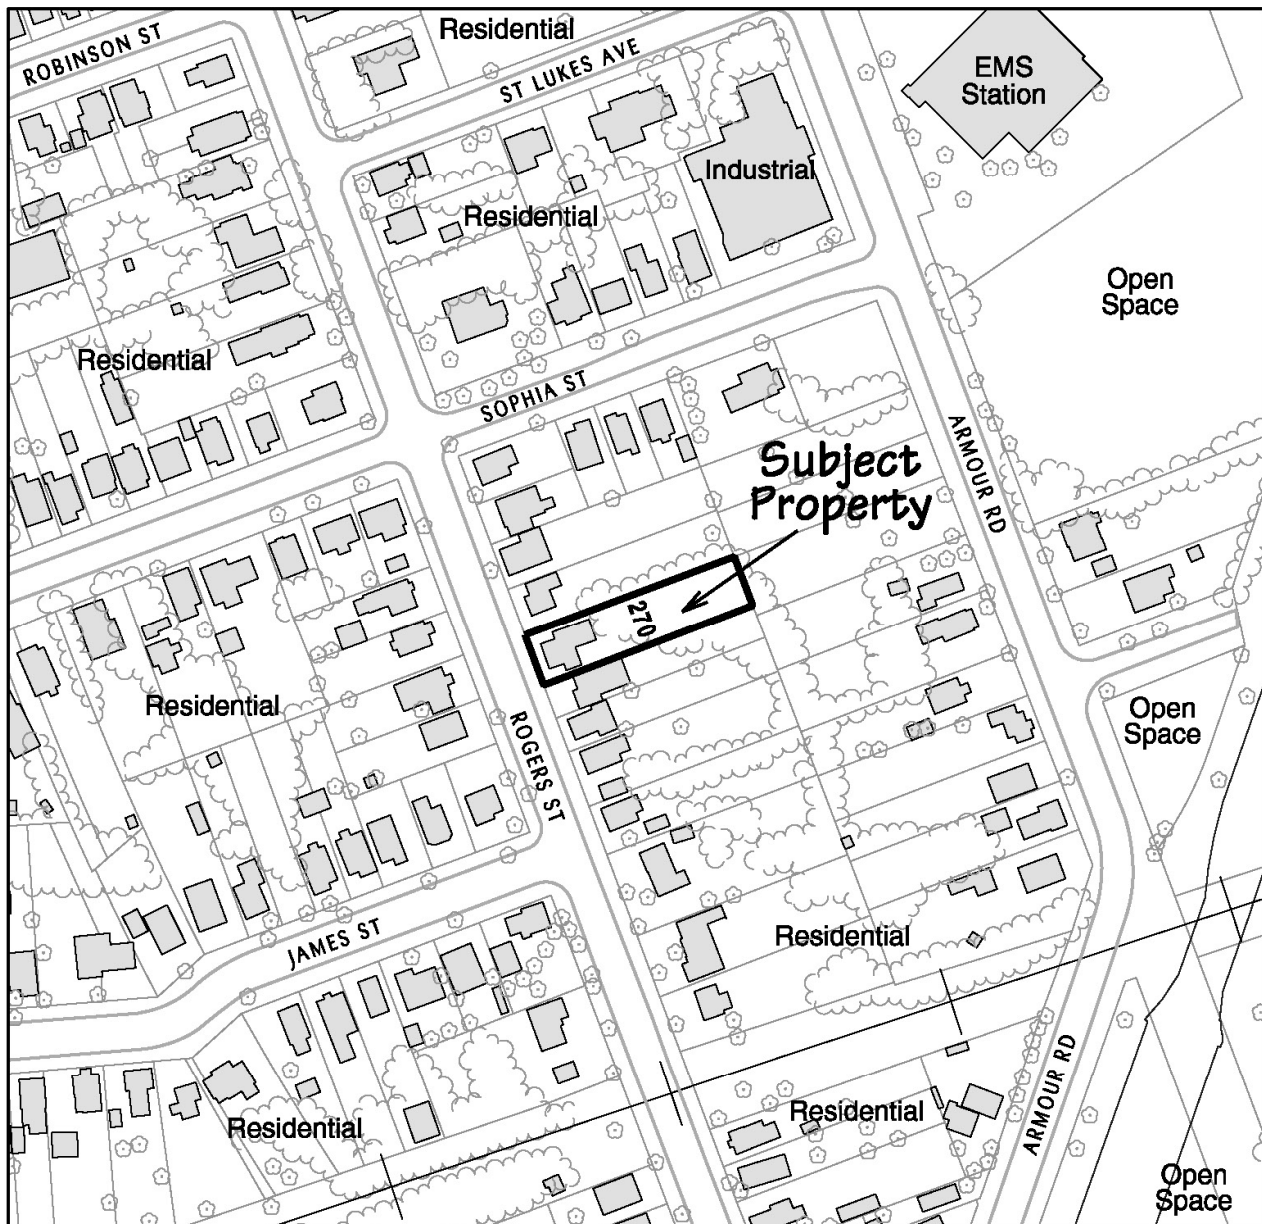 Residential
ROBINSON ST
ST LUKES AVE
EMS
Station
Industrial
Residential
Open
Space
Residential
SOPHIA ST
ARMOUR RD
Subject
Property
270
Residential
ROGERS ST
Open
Space
JAMES ST
Residential
ARMOUR RD
Residential
Residential
Open
Space